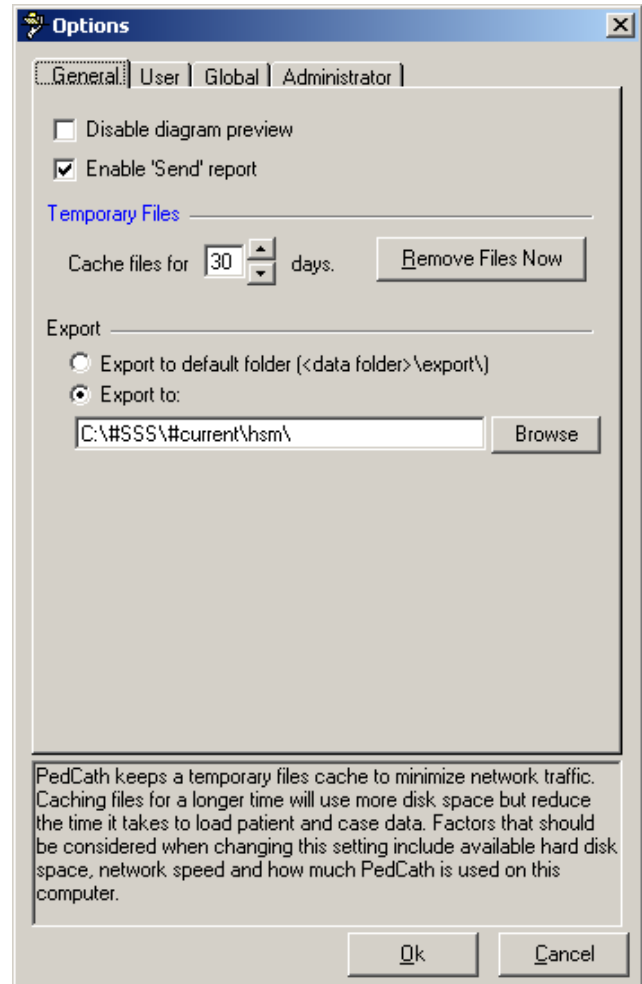 Options
General User Global Administrator
Disable diagram preview
Enable 'Send' report
Temporary Files
Cache files for 30 days. Remove Files Now
Export
Export to default folder (<data folder>\export\)
Export to:
C:\#SSS\#current\hsm\ Browse
PedCath keeps a temporary files cache to minimize network traffic.
Caching files for a longer time will use more disk space but reduce
the time it takes to load patient and case data. Factors that should
be considered when changing this setting include available hard disk
space, network speed and how much PedCath is used on this
computer.
Ok Cancel